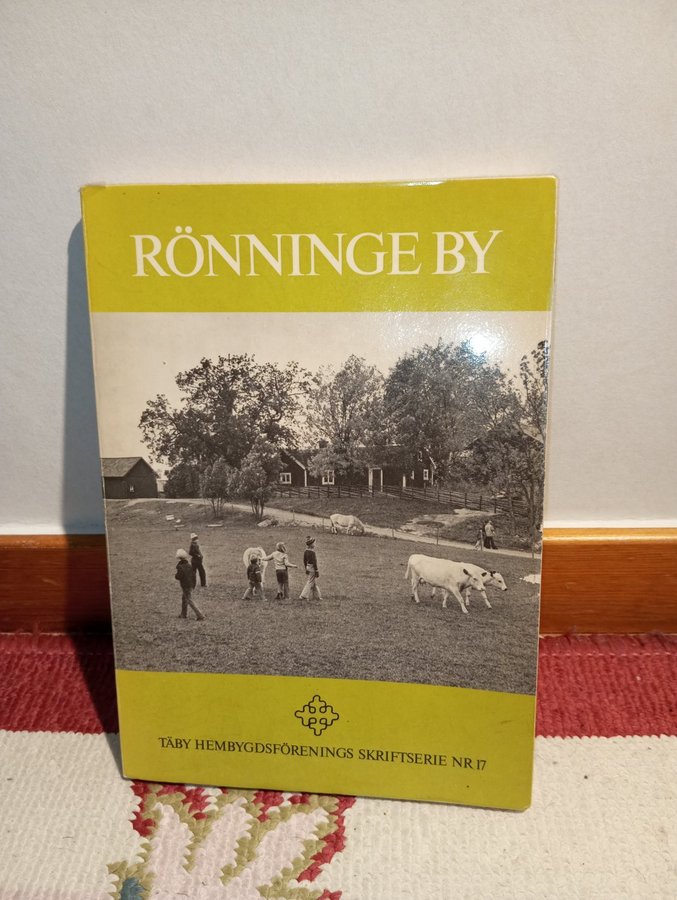 RÖNNINGE BY
TÄBY HEMBYGDSFÖRENINGS SKRIFTSERIE NR 17